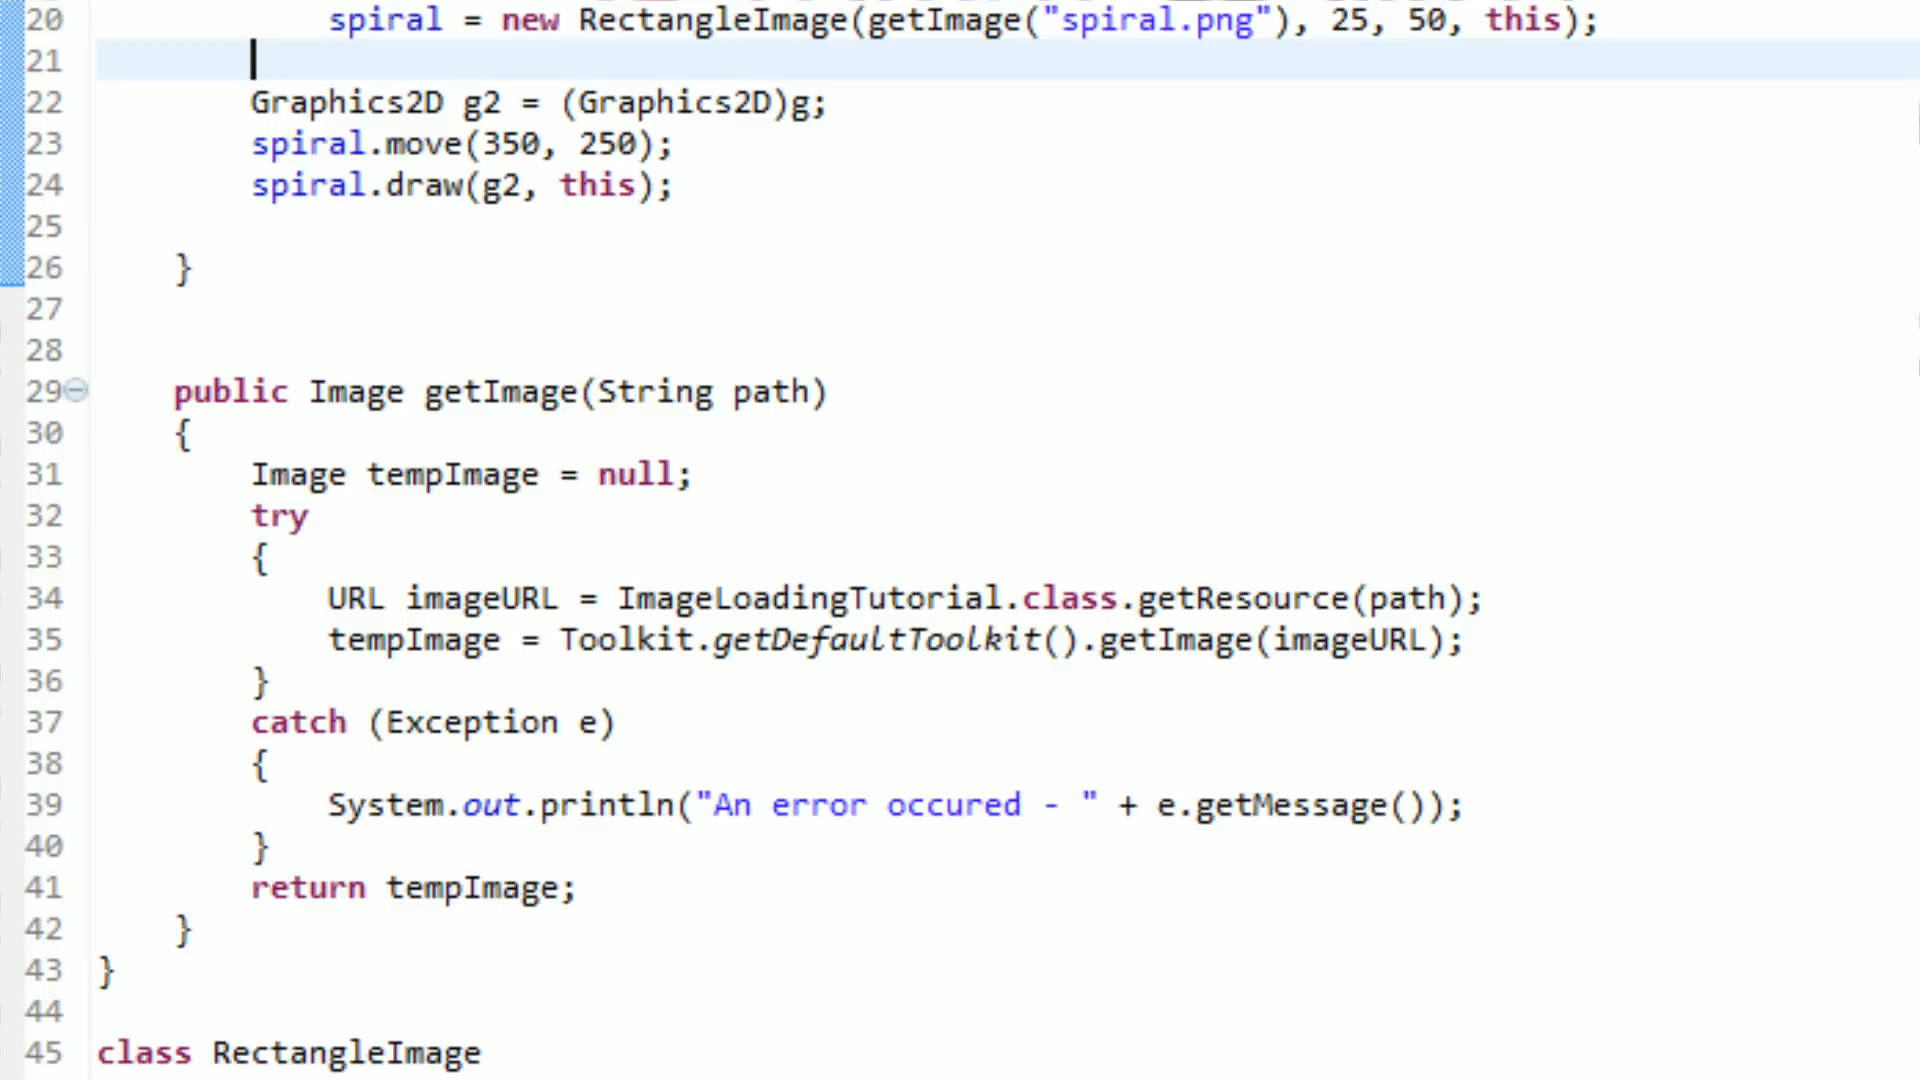 20 spiral = new RectangleImage(getImage("spiral.png"), 25, 50, this);
21
22 Graphics2D g2 = (Graphics2D)g;
23 spiral.move(350, 250);
24 spiral.draw(g2, this);
25
26 }
27
28
29 public Image getImage(String path)
30 {
31 Image tempImage = null;
32 try
33 {
34 URL imageURL = ImageLoadingTutorial.class.getResource(path);
35 tempImage = Toolkit.getDefaultToolkit().getImage(imageURL);
36 }
37 catch (Exception e)
38 {
39 System.out.println("An error occured - " + e.getMessage());
40 }
41 return tempImage;
42 }
43 }
44
45 class RectangleImage